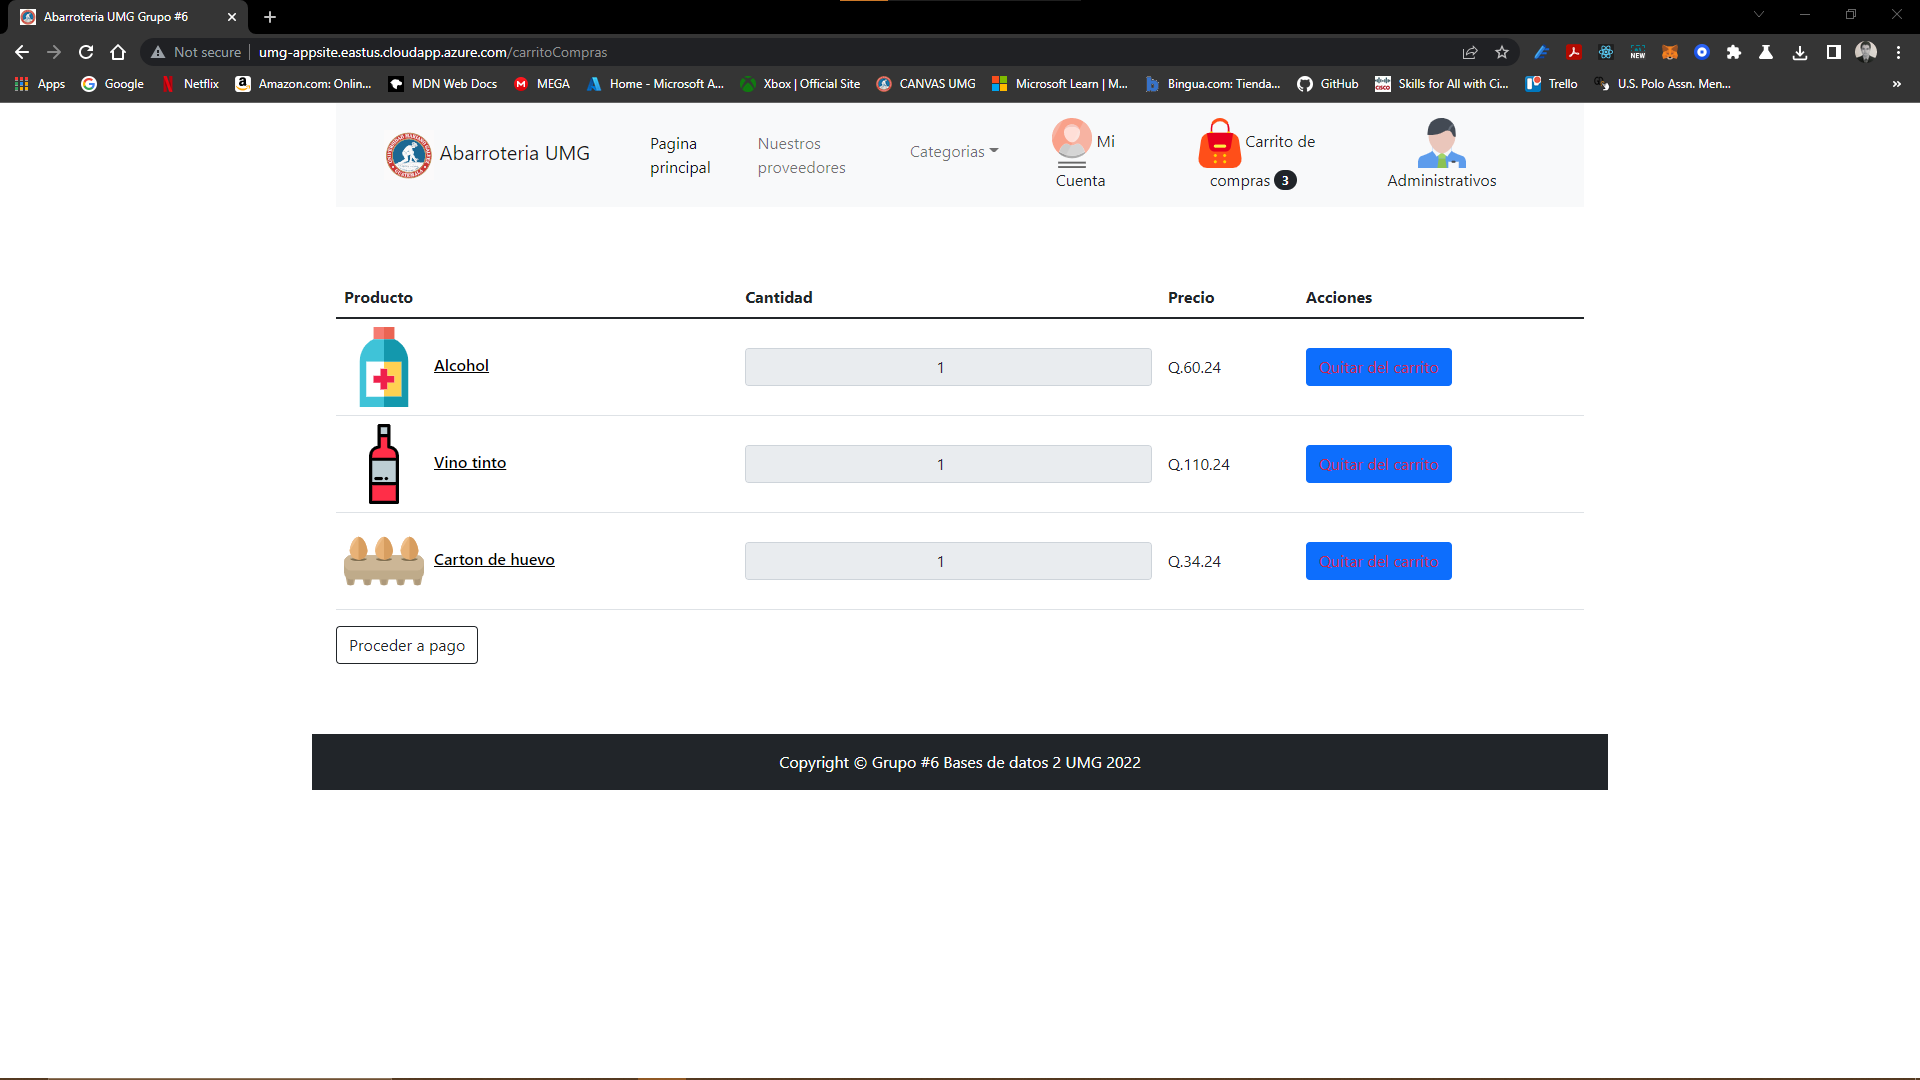 Abarroteria UMG Grupo #6
Not secure umg-appsite.eastus.cloudapp.azure.com/carritoCompras
NEW
Apps Google Netflix Amazon.com: Onlin... MDN Web Docs MEGA Home - Microsoft A... Xbox | Official Site CANVAS UMG Microsoft Learn | M... Bingua.com: Tienda... GitHub Skills for All with Ci... Trello U.S. Polo Assn. Men... »
Abarroteria UMG
Pagina
principal
Nuestros
proveedores
Categorias
Mi
Cuenta
Carrito de
compras 3
Administrativos
Producto Cantidad Precio Acciones
Alcohol 1 Q.60.24 Quitar del carrito
Vino tinto 1 Q.110.24 Quitar del carrito
Carton de huevo 1 Q.34.24 Quitar del carrito
Proceder a pago
Copyright © Grupo #6 Bases de datos 2 UMG 2022